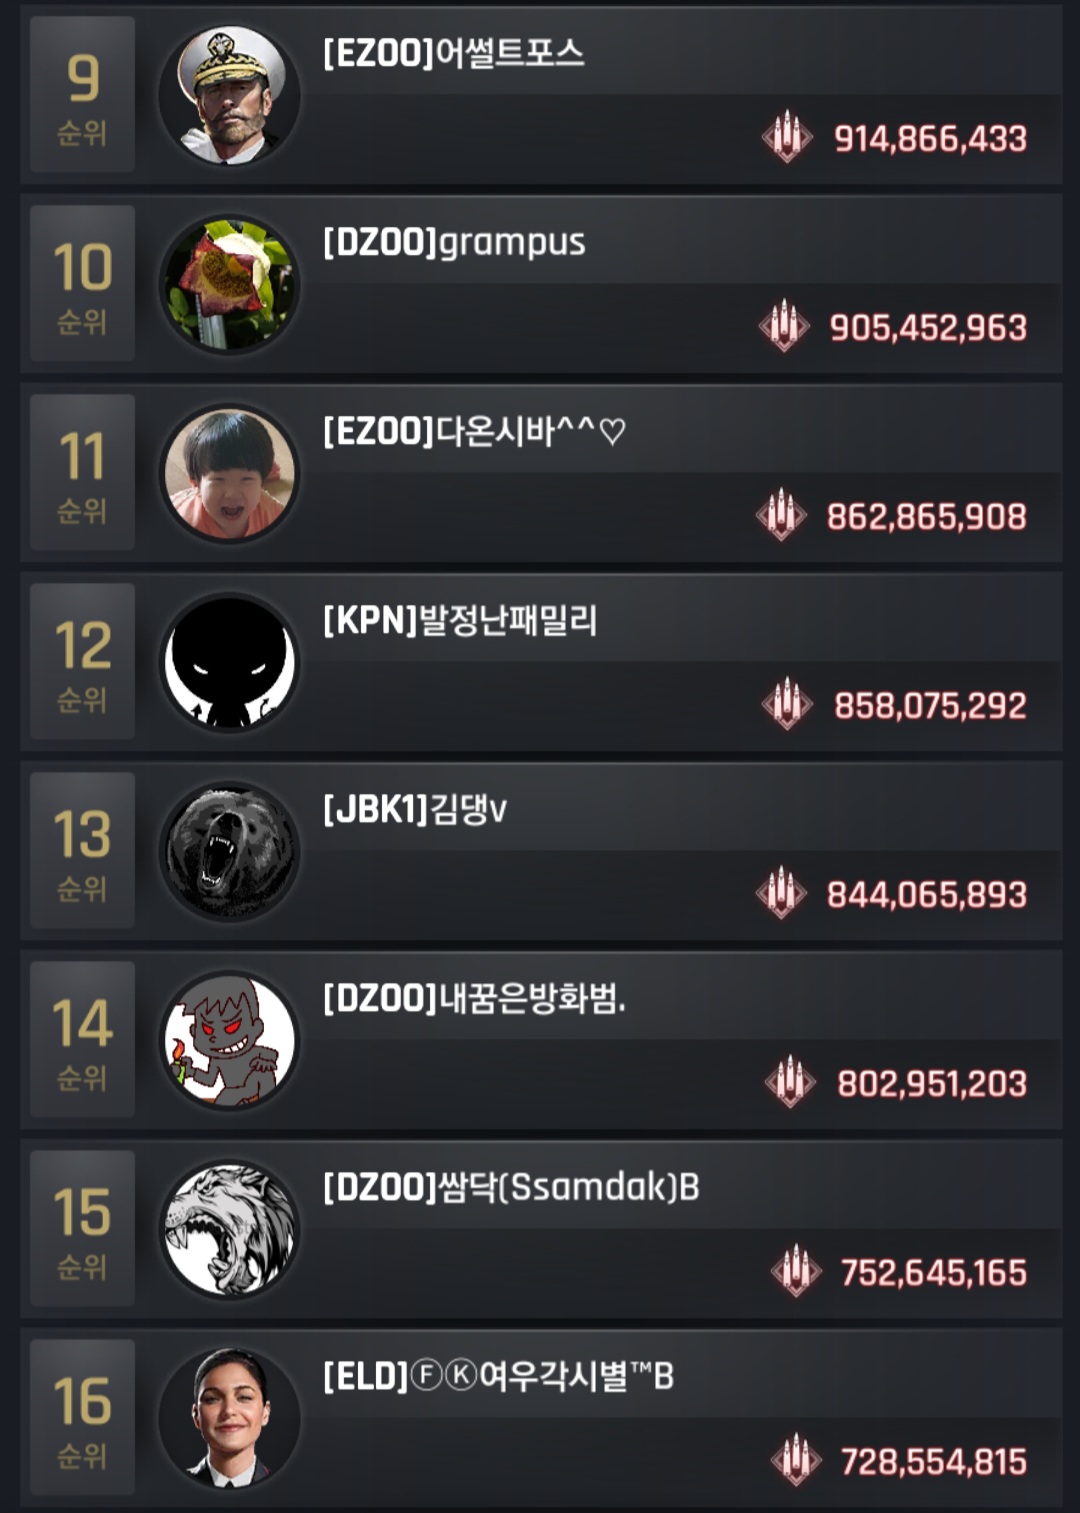 9
순위
[EZOO]어썰트포스
914,866,433
10
순위
[DZOO]grampus
905,452,963
11
순위
[EZOO]다온시바^^♡
862,865,908
12
순위
[KPN]발정난패밀리
858,075,292
13
순위
[JBK1]김댕v
844,065,893
14
순위
[DZOO]내꿈은방화범.
802,951,203
15
순위
[DZOO]쌈닥(Ssamdak)B
752,645,165
16
순위
[ELD]ⒻⓀ여우각시별™B
728,554,815